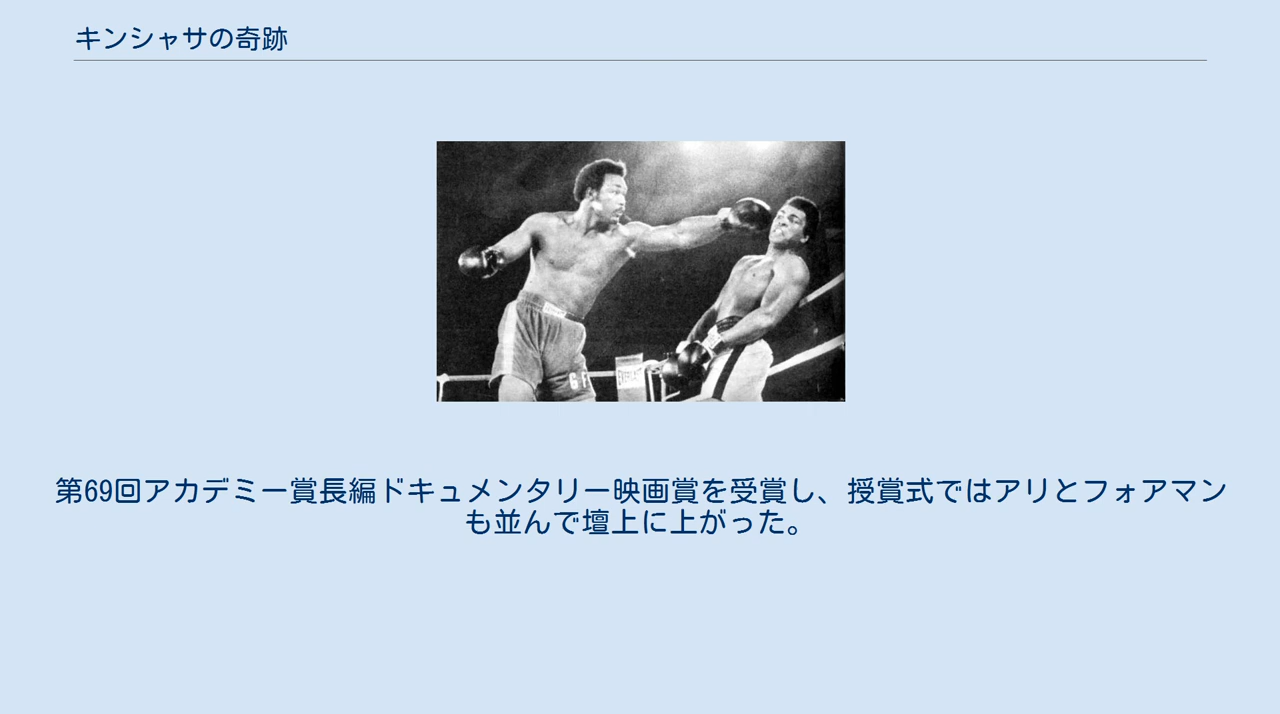 キンシャサの奇跡
G F
EVERLAST
第69回アカデミー賞長編ドキュメンタリー映画賞を受賞し、授賞式ではアリとフォアマン
も並んで壇上に上がった。